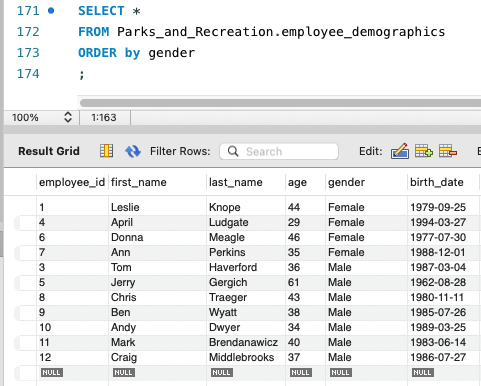 171 SELECT *
172 FROM Parks_and_Recreation.employee_demographics
173 ORDER by gender
174 ;
100% 1:163
Result Grid Filter Rows: Search Edit:
employee_id first_name last_name age gender birth_date
1 Leslie Knope 44 Female 1979-09-25
4 April Ludgate 29 Female 1994-03-27
6 Donna Meagle 46 Female 1977-07-30
7 Ann Perkins 35 Female 1988-12-01
3 Tom Haverford 36 Male 1987-03-04
5 Jerry Gergich 61 Male 1962-08-28
8 Chris Traeger 43 Male 1980-11-11
9 Ben Wyatt 38 Male 1985-07-26
10 Andy Dwyer 34 Male 1989-03-25
11 Mark Brendanawicz 40 Male 1983-06-14
12 Craig Middlebrooks 37 Male 1986-07-27
NULL NULL NULL NULL NULL NULL